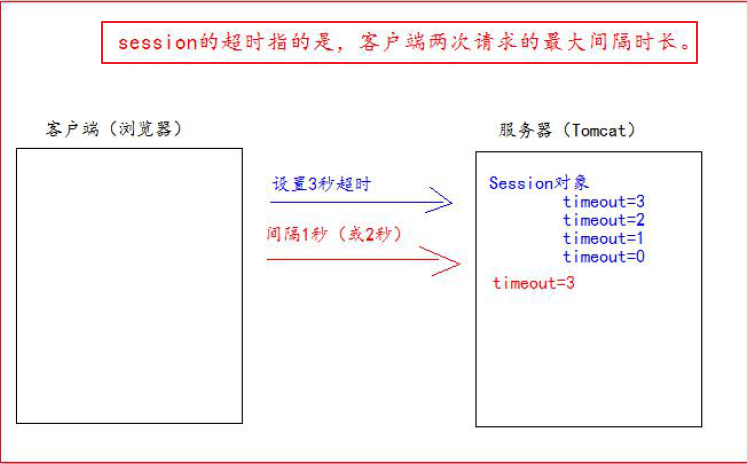 session的超时指的是，客户端两次请求的最大间隔时长。
客户端（浏览器）
服务器（Tomcat）
设置3秒超时
间隔1秒（或2秒）
Session对象
timeout=3
timeout=2
timeout=1
timeout=0
timeout=3